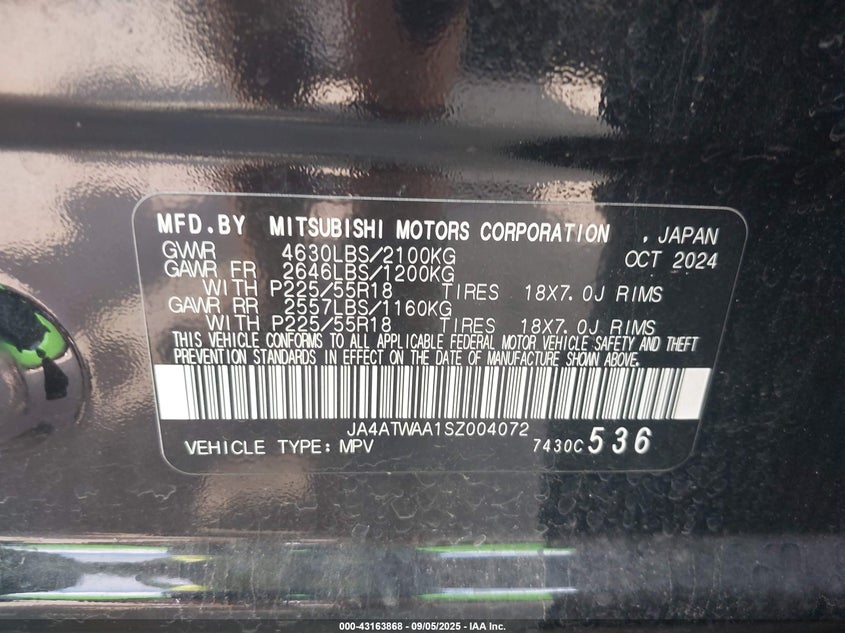 MFD.BY MITSUBISHI MOTORS CORPORATION , JAPAN
GVWR 4630LBS/2100KG OCT 2024
GAWR FR 2646LBS/1200KG
WITH P225/55R18 TIRES 18X7.0J RIMS
GAWR RR 2557LBS/1160KG
WITH P225/55R18 TIRES 18X7.0J RIMS
THIS VEHICLE CONFORMS TO ALL APPLICABLE FEDERAL MOTOR VEHICLE SAFETY AND THEFT
PREVENTION STANDARDS IN EFFECT ON THE DATE OF MANUFACTURE SHOWN ABOVE.
JA4ATWAA1SZ004072
VEHICLE TYPE: MPV 7430C 536
000-43163868 - 09/05/2025 - IAA Inc.